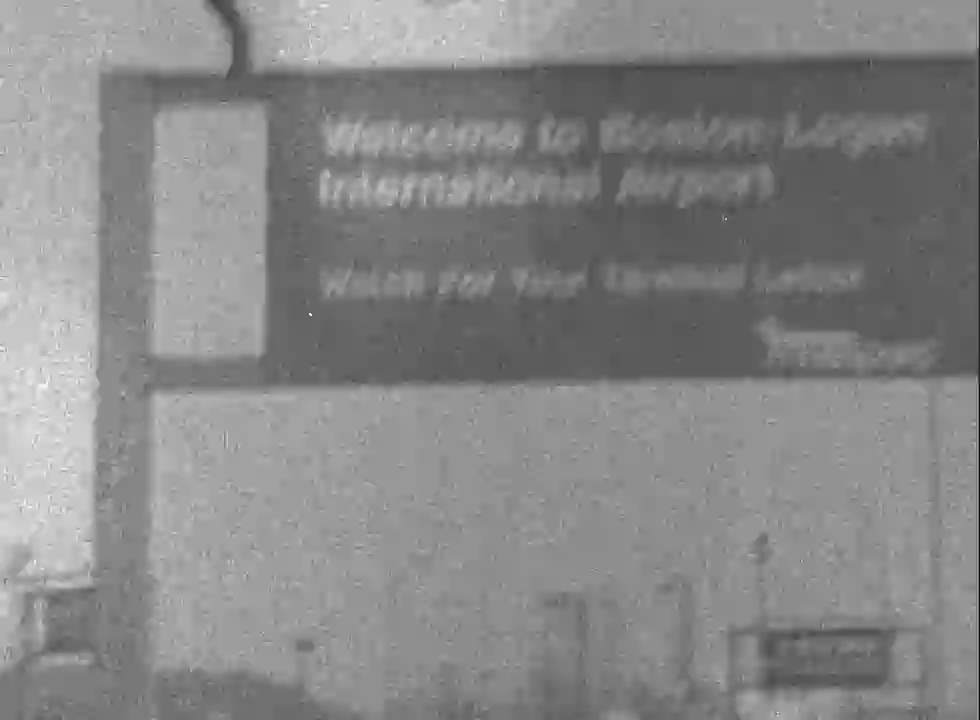 Welcome to Boston Logan
International Airport
Watch For Your Terminal Letter